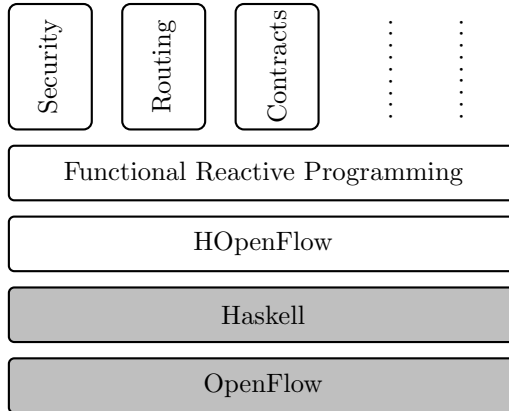 Security
Routing
Contracts
Functional Reactive Programming
HOpenFlow
Haskell
OpenFlow